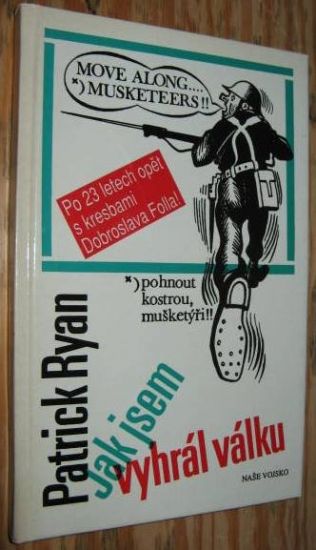 MOVE ALONG....
*) MUSKETEERS!!
Po 23 letech opět
s kresbami
Dobroslava Folla!
*) pohnout
kostrou,
mušketýři!!
Patrick Ryan
Jak jsem
vyhrál válku
NAŠE VOJSKO